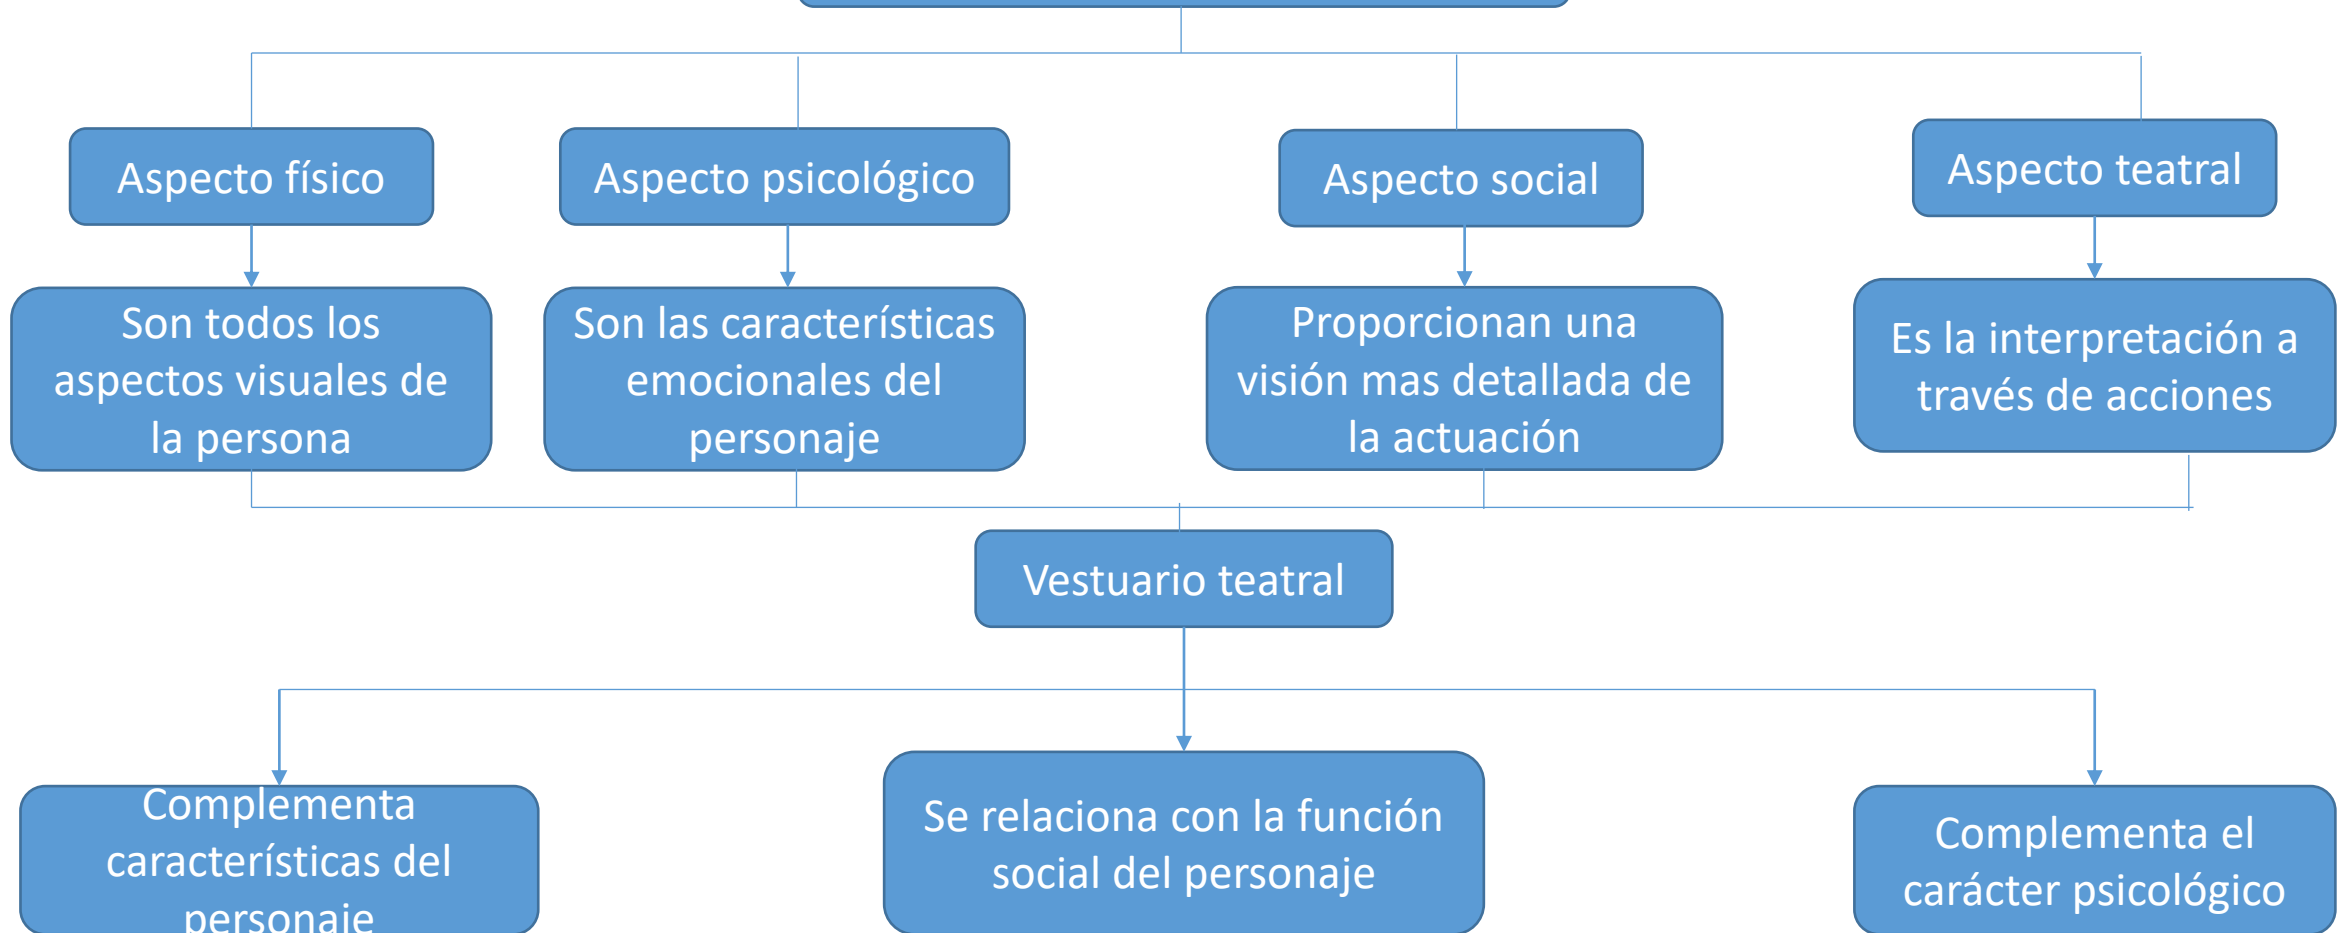 Aspecto físico
Aspecto psicológico
Aspecto social
Aspecto teatral
Son todos los
aspectos visuales de
la persona
Son las características
emocionales del
personaje
Proporcionan una
visión mas detallada de
la actuación
Es la interpretación a
través de acciones
Vestuario teatral
Complementa
características del
personaje
Se relaciona con la función
social del personaje
Complementa el
carácter psicológico